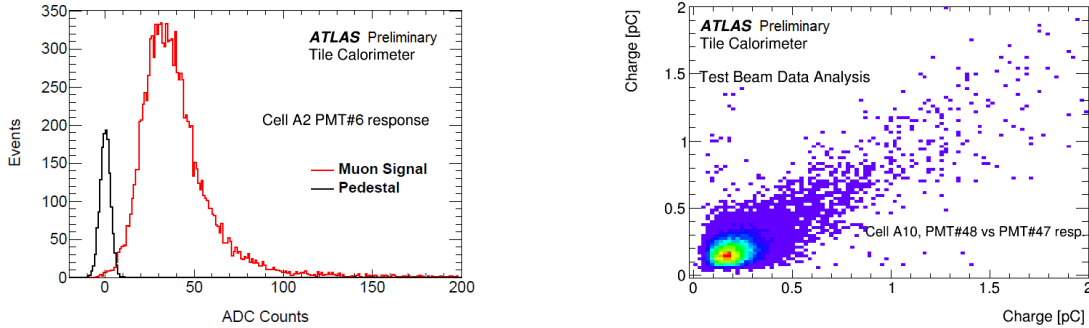 350
300
250
200
150
100
50
0
Events
ATLAS Preliminary
Tile Calorimeter
Cell A2 PMT#6 response
Muon Signal
Pedestal
0 50 100 150 200
ADC Counts
Charge [pC]
2
1.5
1
0.5
0
ATLAS Preliminary
Tile Calorimeter
Test Beam Data Analysis
Cell A10, PMT#48 vs PMT#47 resp.
0 0.5 1 1.5 2
Charge [pC]